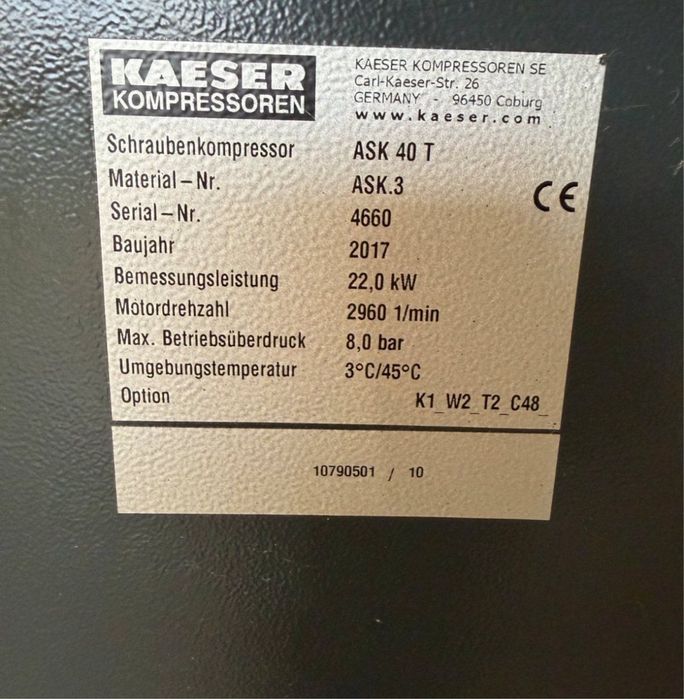 KAESER
KOMPRESSOREN
KAESER KOMPRESSOREN SE
Carl-Kaeser-Str. 26
GERMANY - 96450 Coburg
www.kaeser.com
Schraubenkompressor ASK 40 T
Material-Nr. ASK.3
CE
Serial-Nr. 4660
Baujahr 2017
Bemessungsleistung 22,0 kW
Motordrehzahl 2960 1/min
Max. Betriebsüberdruck 8,0 bar
Umgebungstemperatur 3°C/45°C
Option K1_W2_T2_C48_
10790501 / 10